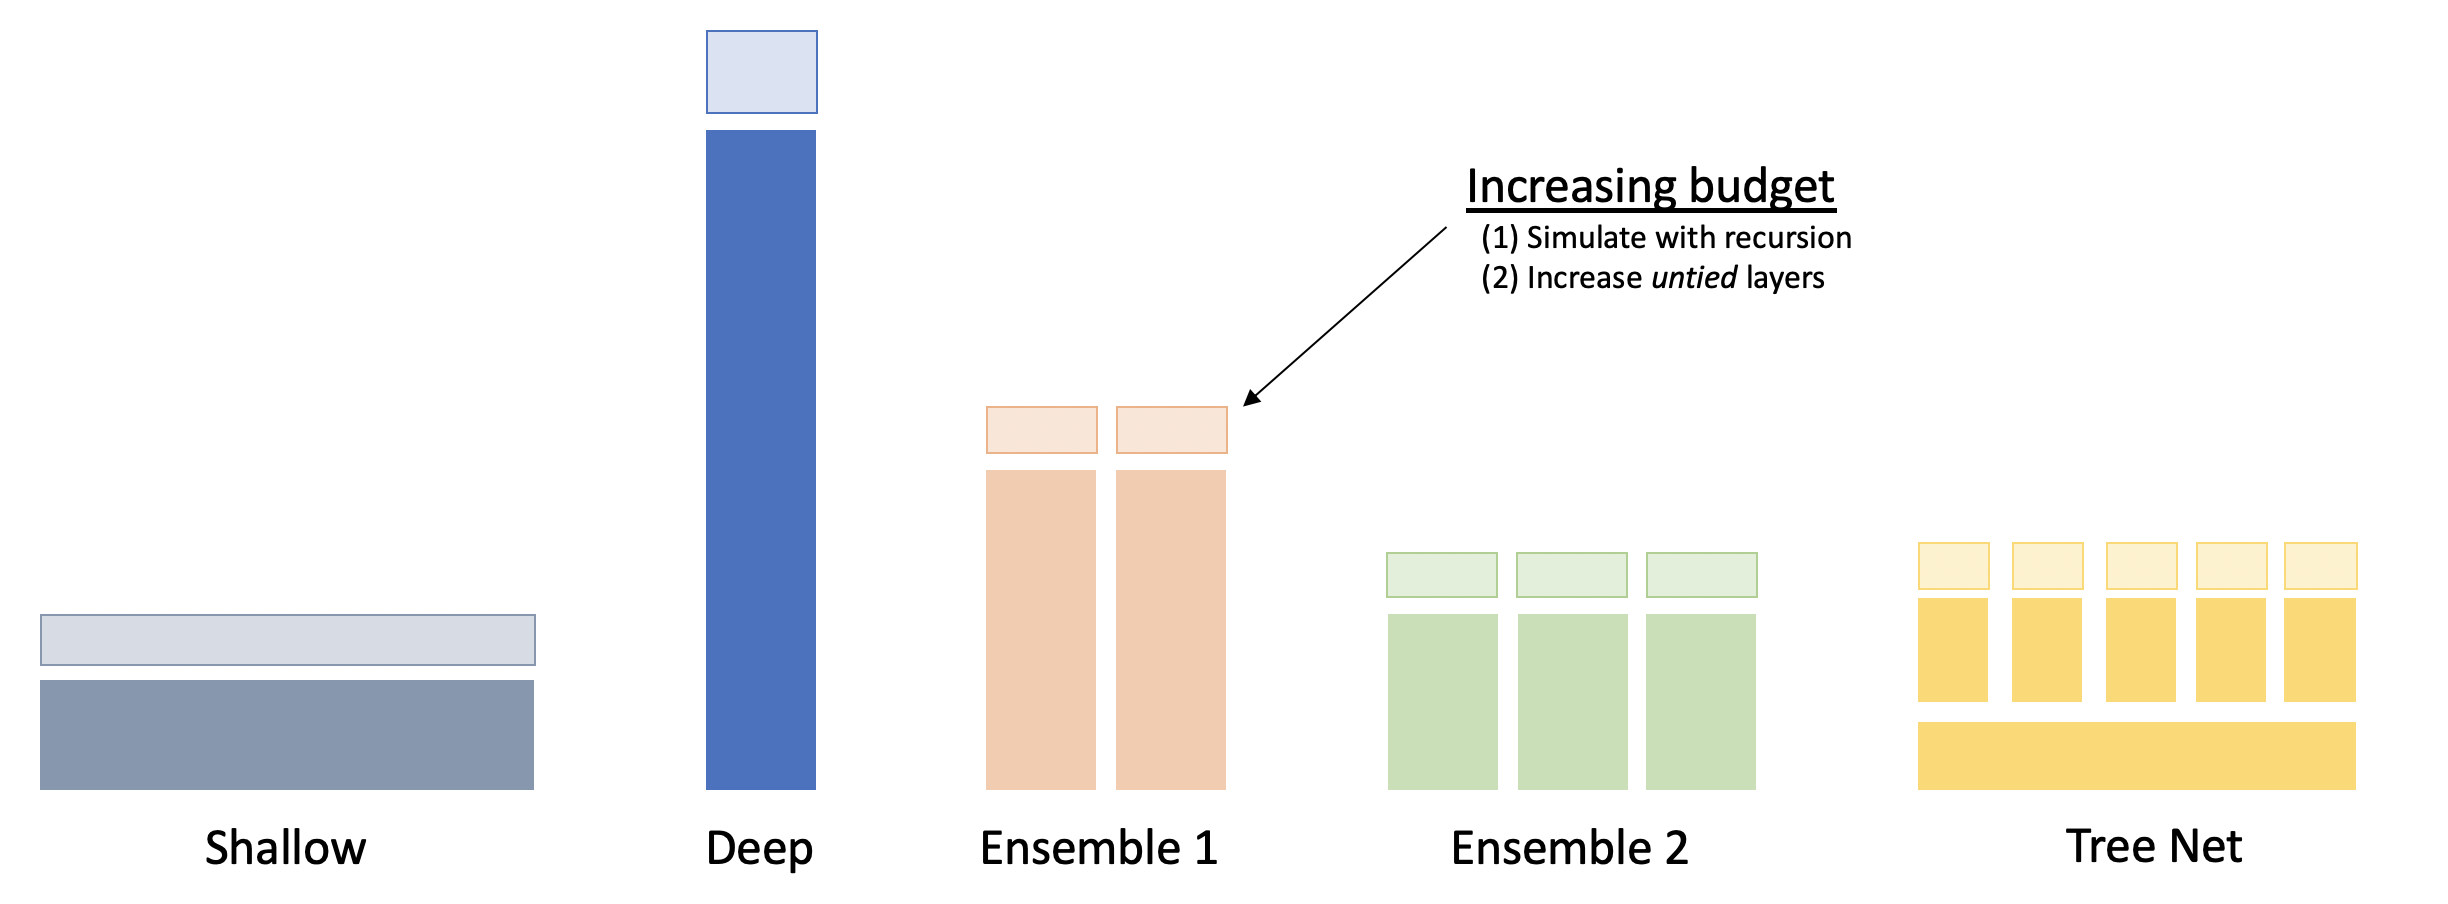 Increasing budget
(1) Simulate with recursion
(2) Increase untied layers
Shallow
Deep
Ensemble 1
Ensemble 2
Tree Net